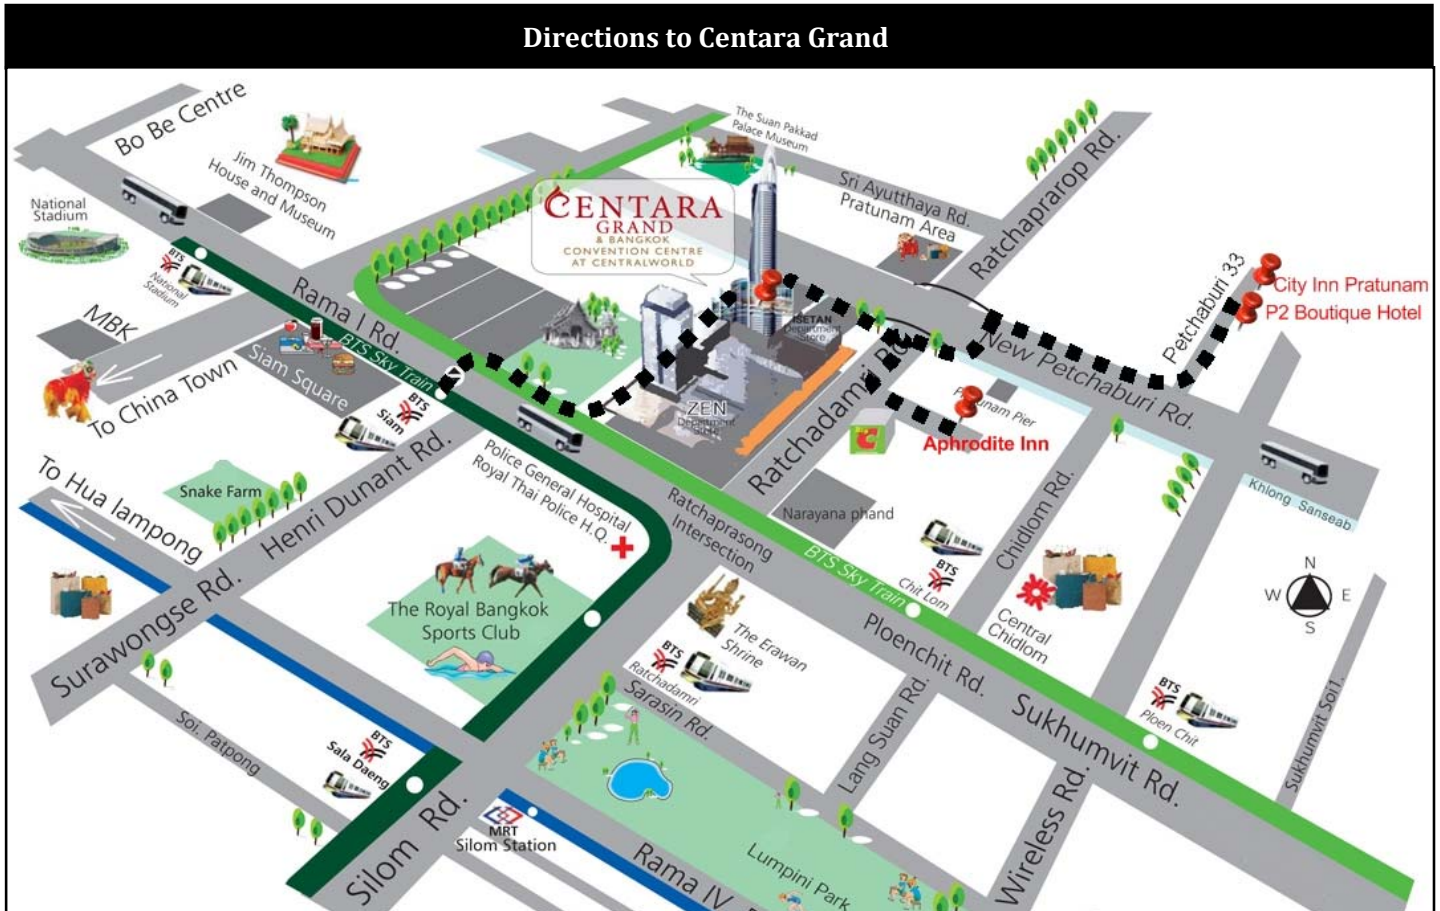 Directions to Centara Grand
Bo Be Centre
Jim Thompson
House and Museum
National
Stadium
BTS
National
Stadium
MBK
To China Town
Rama I Rd.
BTS Sky Train
Siam Square
BTS
Siam
The Suan Pakkad
Palace Museum
CENTARA
GRAND
& BANGKOK
CONVENTION CENTRE
AT CENTRALWORLD
Sri Ayutthaya Rd.
Pratunam Area
Ratchaprarop Rd.
Petchaburi 33
City Inn Pratunam
P2 Boutique Hotel
New Petchaburi Rd.
ISETAN
Department
Store
ZEN
Department
Store
Ratchadamri Rd.
Aphrodite Inn
Khlong Sanseab
To Hua lampong
Snake Farm
Henri Dunant Rd.
Surawongse Rd.
Police General Hospital
Royal Thai Police H.Q.
Ratchaprasong
Intersection
Narayana phand
BTS Sky Train
BTS
Chit Lom
Chidlom Rd.
Central
Chidlom
N
W E
S
The Royal Bangkok
Sports Club
The Erawan
Shrine
BTS
Ratchadamri
Sarasin Rd.
Ploenchit Rd.
Sukhumvit Rd.
Lang Suan Rd.
BTS
Ploen Chit
Sukhumvit Soi1.
Wireless Rd.
Soi. Patpong
BTS
Sala Daeng
Silom Rd.
MRT
Silom Station
Rama IV
Lumpini Park